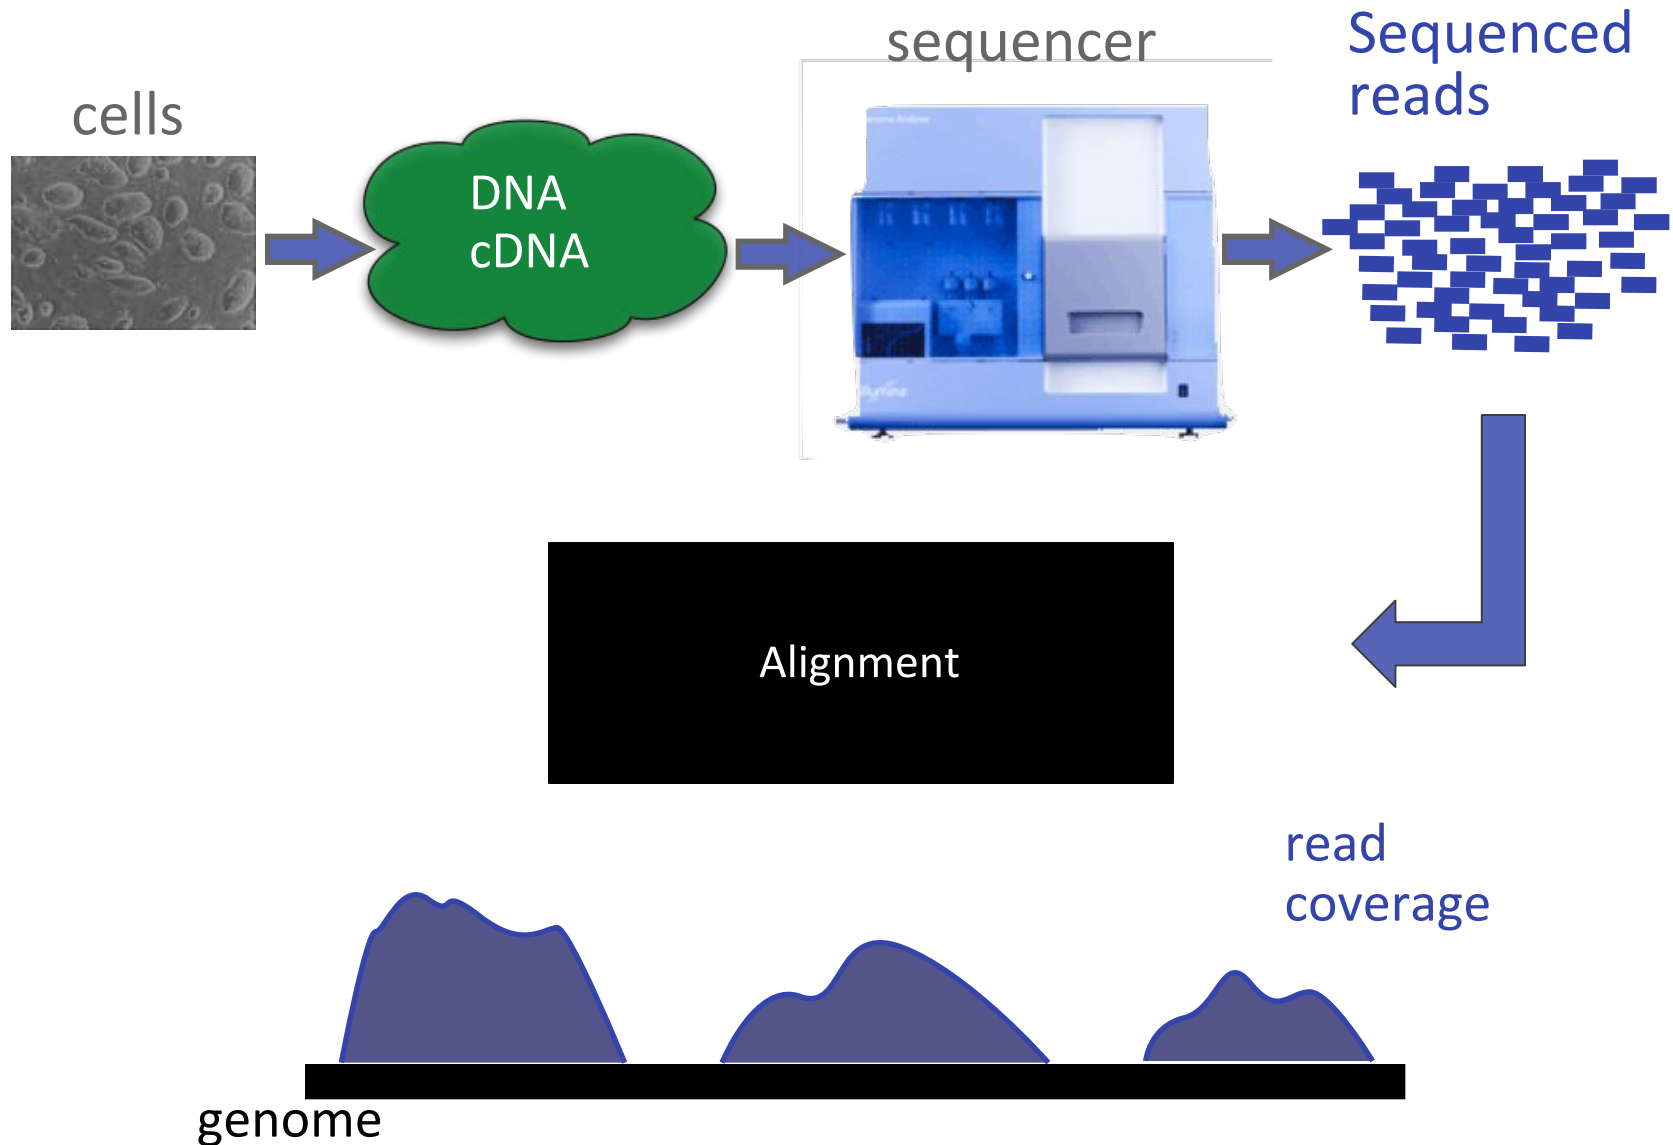 sequencer
Sequenced
reads
cells
DNA
cDNA
Alignment
read
coverage
genome